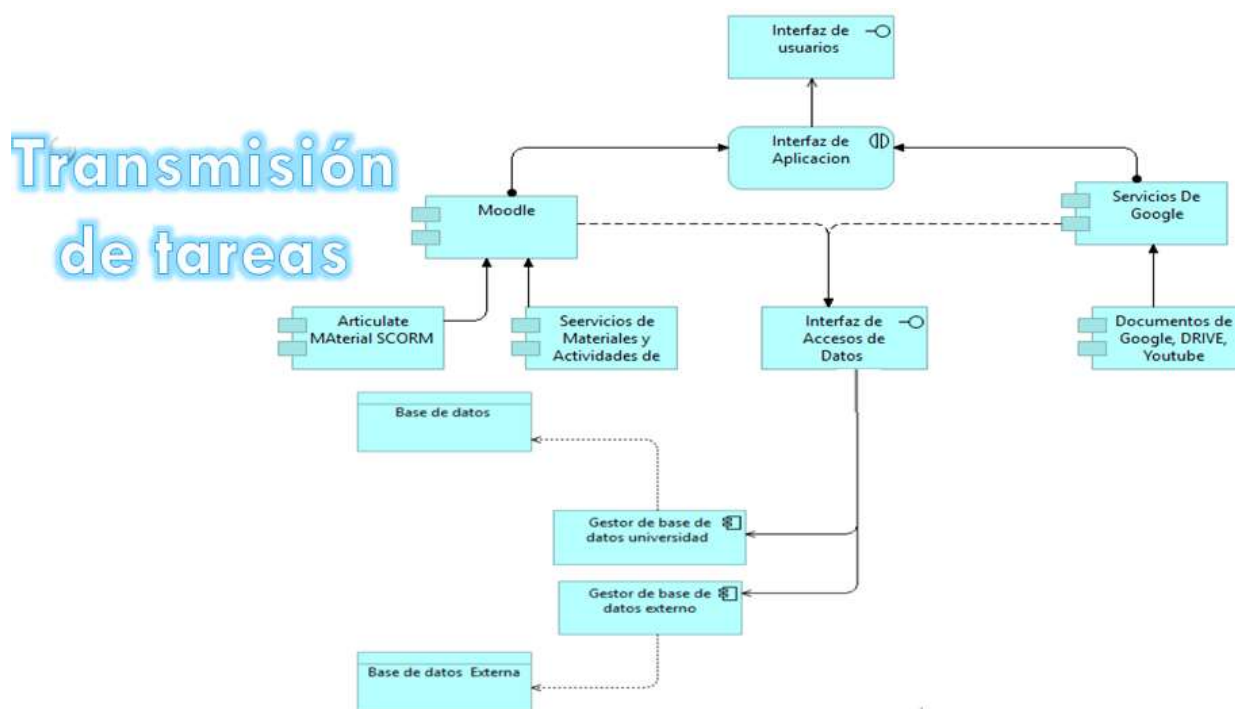 Transmisión
de tareas
Interfaz de
usuarios
Interfaz de
Aplicacion
Moodle
Servicios De
Google
Articulate
MAterial SCORM
Seervicios de
Materiales y
Actividades de
Interfaz de
Accesos de
Datos
Documentos de
Google, DRIVE,
Youtube
Base de datos
Gestor de base de
datos universidad
Gestor de base de
datos externo
Base de datos Externa